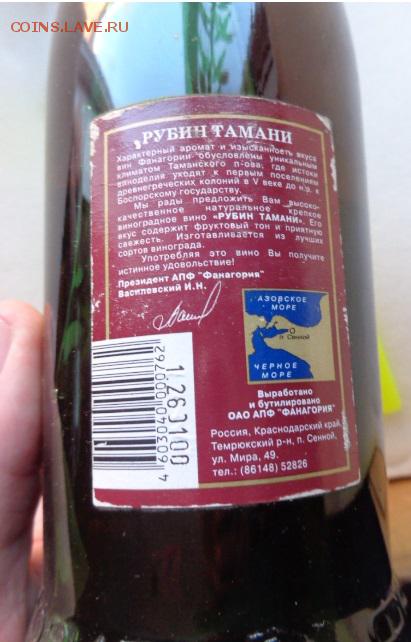 COINS.LAVE.RU
РУБИН ТАМАНИ
Характерный аромат и изысканность вкуса
вин Фанагории обусловлены уникальным
климатом Таманского п-ова, где истоки
виноделия уходят к первым поселениям
древнегреческих колоний в V веке до н.э. к
Боспорскому государству.
Мы рады предложить Вам высоко-
качественное натуральное крепкое
виноградное вино «РУБИН ТАМАНИ». Его
вкус содержит фруктовый тон и приятную
свежесть. Изготавливается из лучших
сортов винограда.
Употребляя это вино Вы получите
истинное удовольствие!
Президент АПФ "Фанагория"
Василевский И.Н.
АЗОВСКОЕ
МОРЕ
п. Сенной
ЧЕРНОЕ
МОРЕ
4603040000762
Выработано
и бутилировано
ОАО АПФ "ФАНАГОРИЯ"
Россия, Краснодарский край,
Темрюкский р-н, п. Сенной,
ул. Мира, 49.
тел.: (86148) 52826